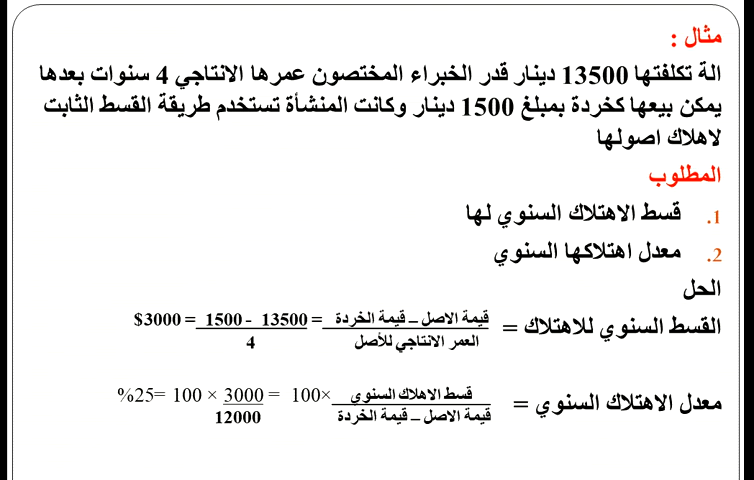 مثال :
الة تكلفتها 13500 دينار قدر الخبراء المختصون عمرها الانتاجي 4 سنوات بعدها
يمكن بيعها كخردة بمبلغ 1500 دينار وكانت المنشأة تستخدم طريقة القسط الثابت
لاهلاك اصولها
المطلوب
1. قسط الاهتلاك السنوي لها
2. معدل اهتلاكها السنوي
الحل
القسط السنوي للاهتلاك = قيمة الاصل – قيمة الخردة = 13500 - 1500 = 3000$
العمر الانتاجي للأصل 4
معدل الاهتلاك السنوي = قسط الاهلاك السنوي ×100 = 3000 × 100 =25%
قيمة الاصل – قيمة الخردة 12000